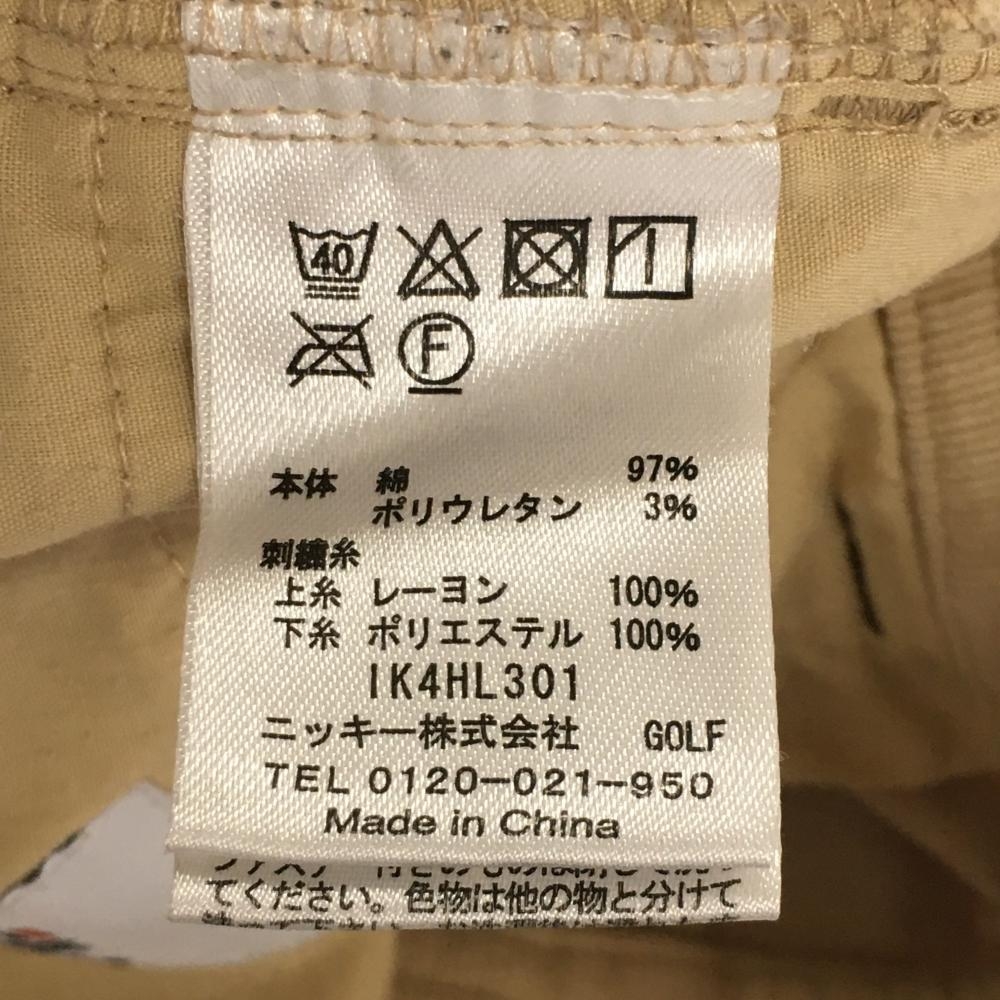 40
F
本体 綿 97%
ポリウレタン 3%
刺繍糸
上糸 レーヨン 100%
下糸 ポリエステル 100%
IK4HL301
ニッキー株式会社 GOLF
TEL 0120-021-950
Made in China
てください。色物は他の物と分けて